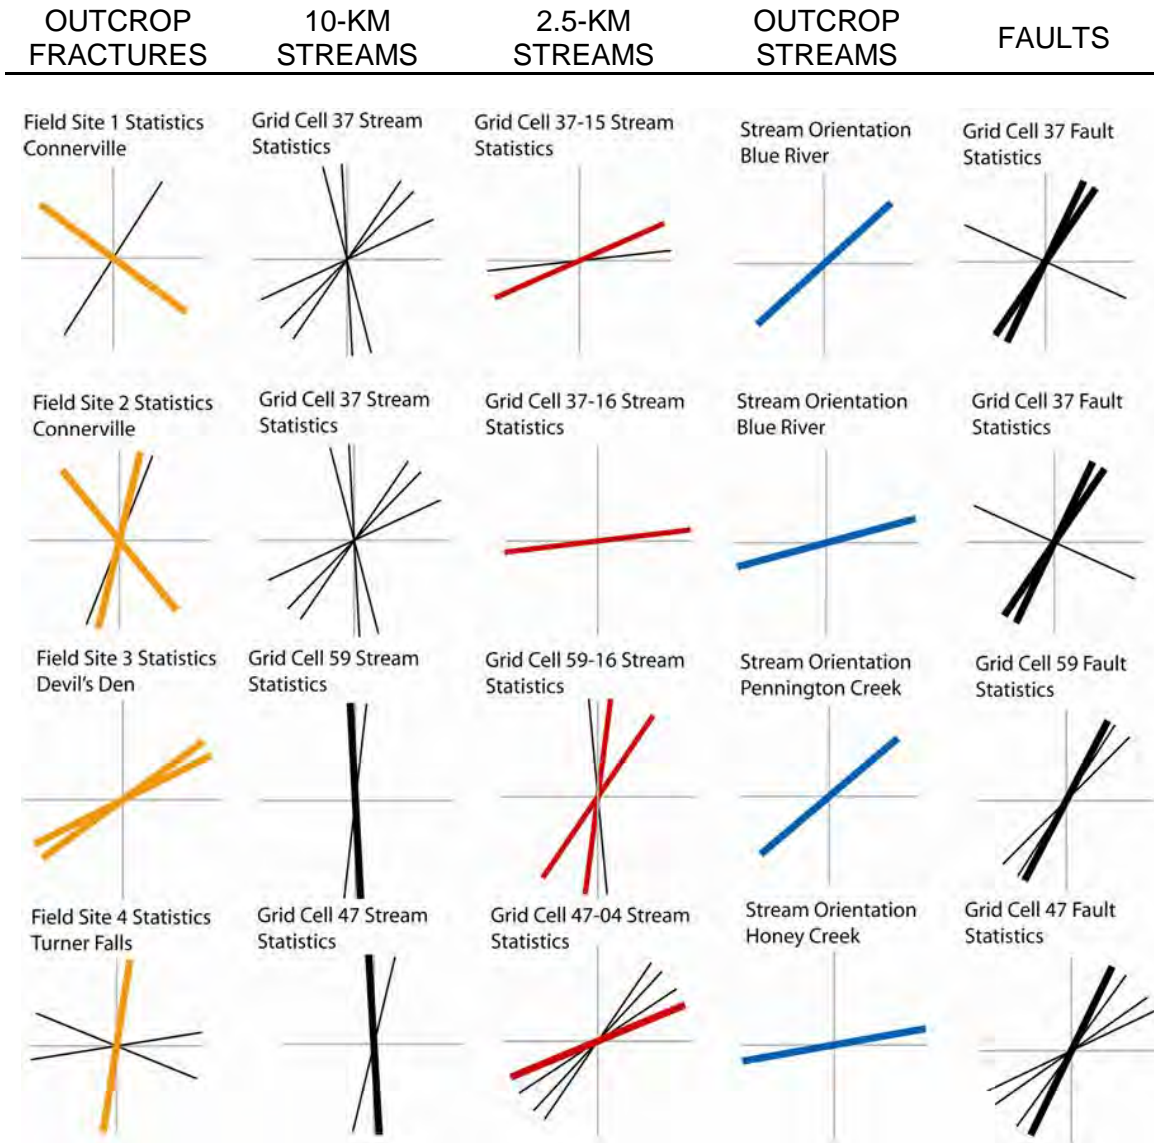 OUTCROP
FRACTURES
10-KM
STREAMS
2.5-KM
STREAMS
OUTCROP
STREAMS
FAULTS
Field Site 1 Statistics
Connerville
Grid Cell 37 Stream
Statistics
Grid Cell 37-15 Stream
Statistics
Stream Orientation
Blue River
Grid Cell 37 Fault
Statistics
Field Site 2 Statistics
Connerville
Grid Cell 37 Stream
Statistics
Grid Cell 37-16 Stream
Statistics
Stream Orientation
Blue River
Grid Cell 37 Fault
Statistics
Field Site 3 Statistics
Devil's Den
Grid Cell 59 Stream
Statistics
Grid Cell 59-16 Stream
Statistics
Stream Orientation
Pennington Creek
Grid Cell 59 Fault
Statistics
Field Site 4 Statistics
Turner Falls
Grid Cell 47 Stream
Statistics
Grid Cell 47-04 Stream
Statistics
Stream Orientation
Honey Creek
Grid Cell 47 Fault
Statistics